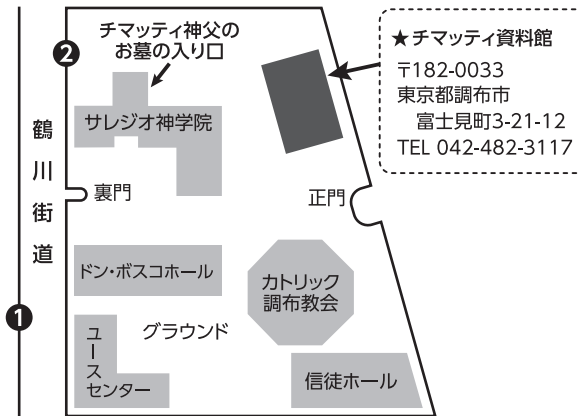 ❷
チマッティ神父の
お墓の入り口
★チマッティ資料館
〒182-0033
東京都調布市
富士見町3-21-12
TEL 042-482-3117
サレジオ神学院
鶴川街道
裏門
正門
ドン・ボスコホール
カトリック
調布教会
❶
グラウンド
ユース
センター
信徒ホール